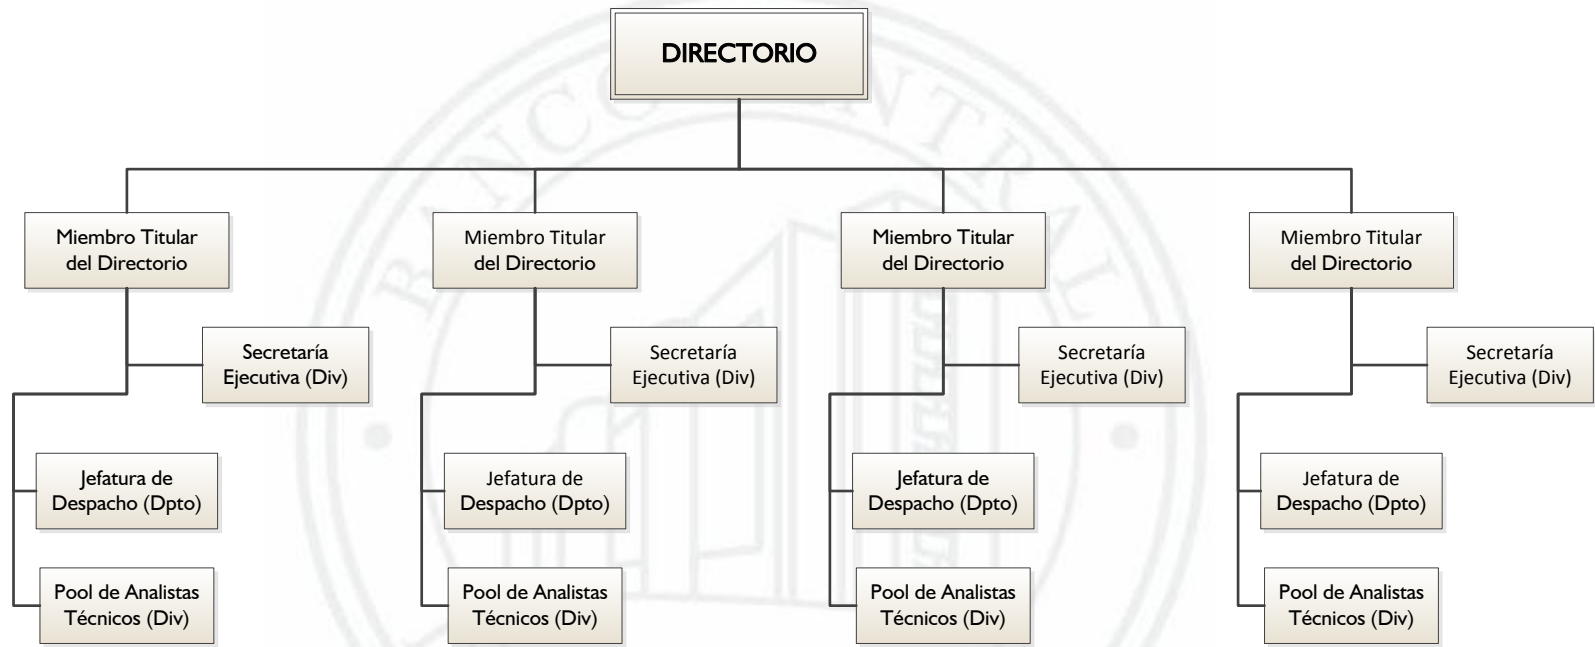 DIRECTORIO
BANCO CENTRAL
Miembro Titular
del Directorio
Miembro Titular
del Directorio
Miembro Titular
del Directorio
Miembro Titular
del Directorio
Secretaría
Ejecutiva (Div)
Secretaría
Ejecutiva (Div)
Secretaría
Ejecutiva (Div)
Secretaría
Ejecutiva (Div)
Jefatura de
Despacho (Dpto)
Jefatura de
Despacho (Dpto)
Jefatura de
Despacho (Dpto)
Jefatura de
Despacho (Dpto)
Pool de Analistas
Técnicos (Div)
Pool de Analistas
Técnicos (Div)
Pool de Analistas
Técnicos (Div)
Pool de Analistas
Técnicos (Div)